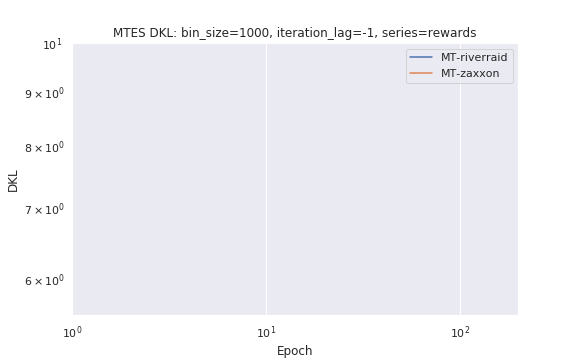 MTES DKL: bin_size=1000, iteration_lag=-1, series=rewards
10¹
9 × 10⁰
8 × 10⁰
7 × 10⁰
6 × 10⁰
DKL
MT-riverraid
MT-zaxxon
10⁰ 10¹ 10²
Epoch